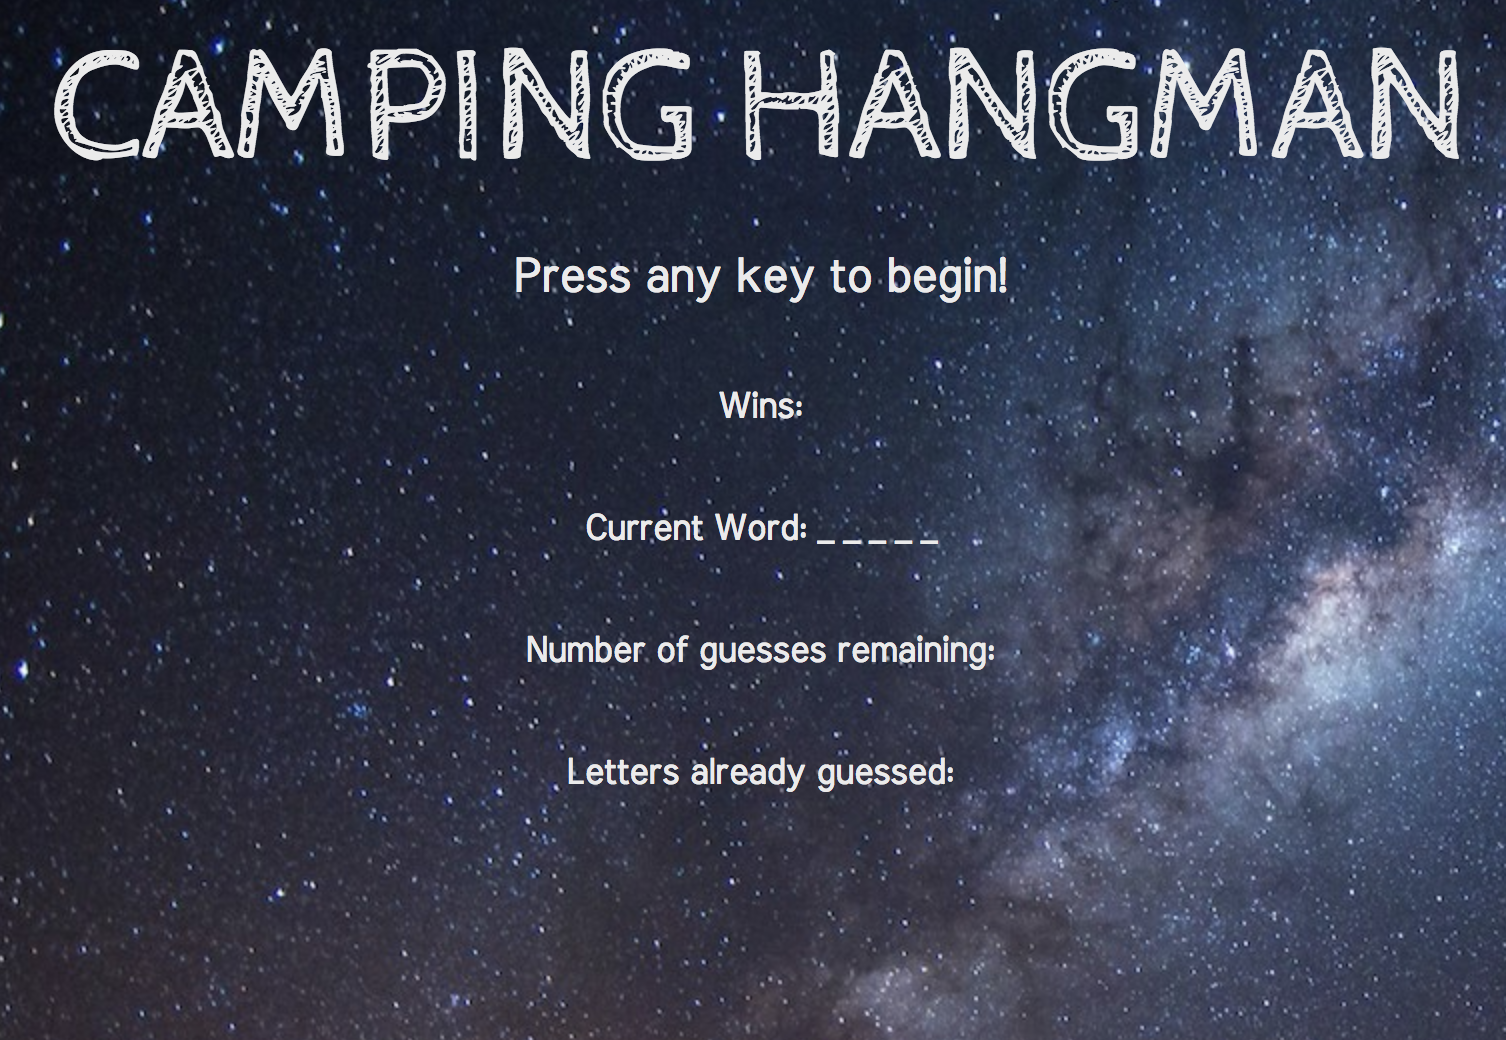 CAMPING HANGMAN
Press any key to begin!
Wins:
Current Word: _ _ _ _ _
Number of guesses remaining:
Letters already guessed: